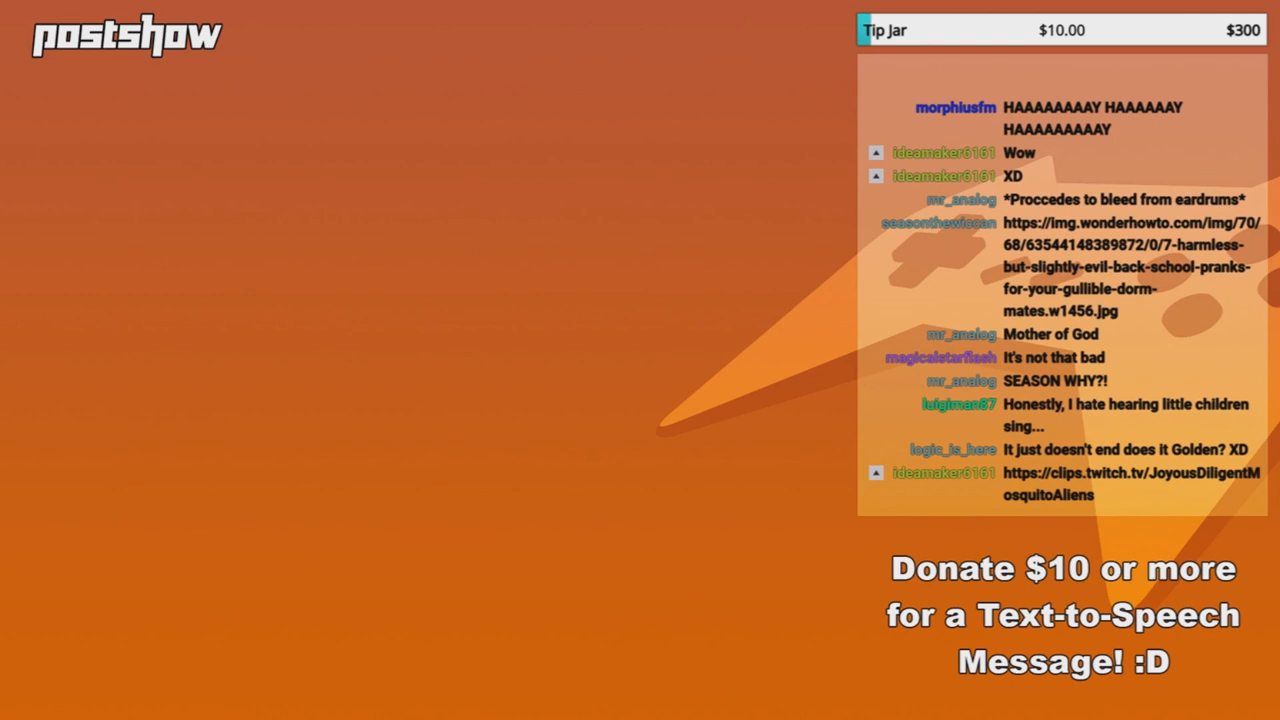 postshow
Tip Jar $10.00 $300
morphiusfm HAAAAAAAAY HAAAAAAY
HAAAAAAAAAY
ideamaker6161 Wow
ideamaker6161 XD
mr_analog *Proccedes to bleed from eardrums*
seasonthewiccan https://img.wonderhowto.com/img/70/
68/63544148389872/0/7-harmless-
but-slightly-evil-back-school-pranks-
for-your-gullible-dorm-
mates.w1456.jpg
mr_analog Mother of God
magicalstarflash It's not that bad
mr_analog SEASON WHY?!
luigiman87 Honestly, I hate hearing little children
sing...
logic_is_here It just doesn't end does it Golden? XD
ideamaker6161 https://clips.twitch.tv/JoyousDiligentM
osquitoAliens
Donate $10 or more
for a Text-to-Speech
Message! :D